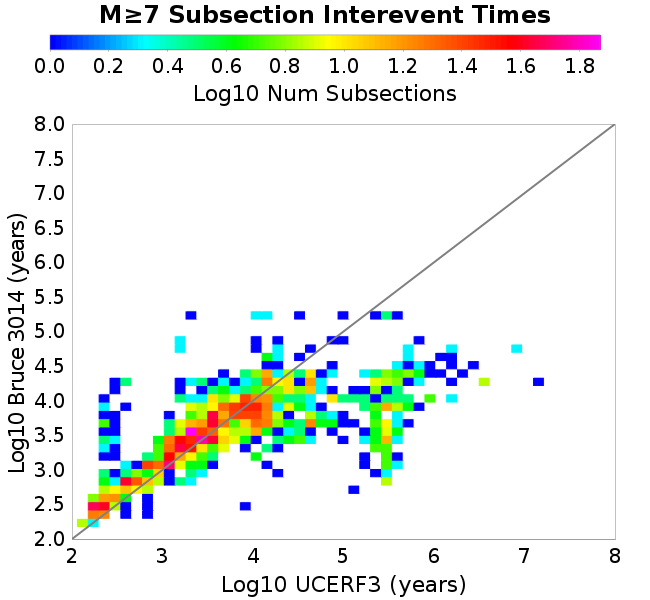 M≥7 Subsection Interevent Times
0.0 0.2 0.4 0.6 0.8 1.0 1.2 1.4 1.6 1.8
Log10 Num Subsections
8.0
7.5
7.0
6.5
6.0
5.5
5.0
4.5
4.0
3.5
3.0
2.5
2.0
Log10 Bruce 3014 (years)
2 3 4 5 6 7 8
Log10 UCERF3 (years)